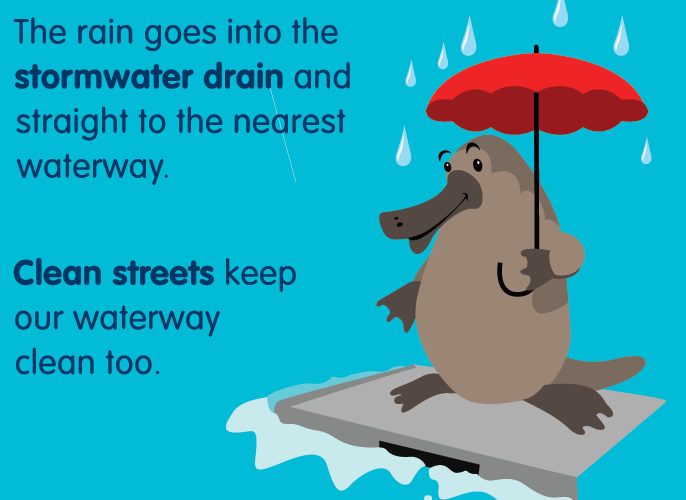 The rain goes into the
stormwater drain and
straight to the nearest
waterway.
Clean streets keep
our waterway
clean too.